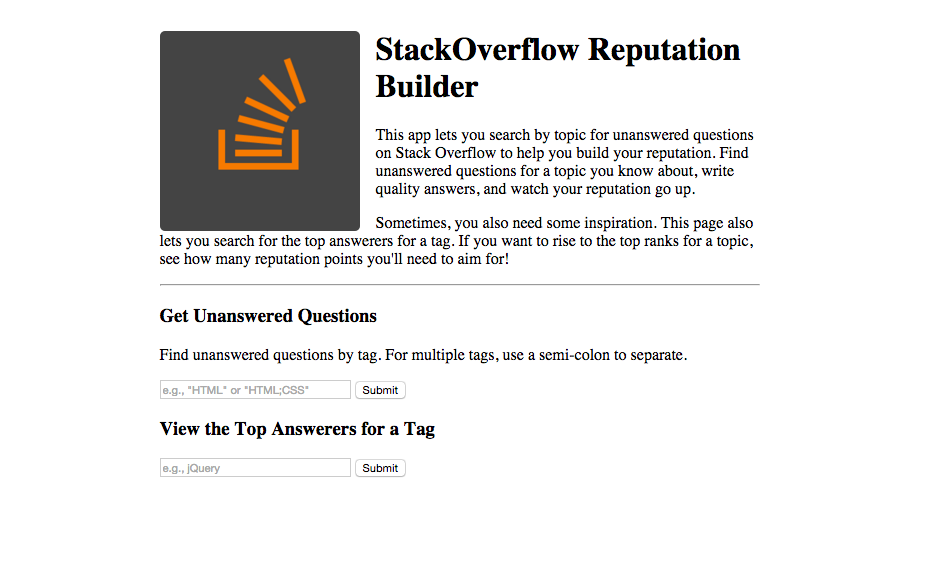 StackOverflow Reputation
Builder
This app lets you search by topic for unanswered questions
on Stack Overflow to help you build your reputation. Find
unanswered questions for a topic you know about, write
quality answers, and watch your reputation go up.
Sometimes, you also need some inspiration. This page also
lets you search for the top answerers for a tag. If you want to rise to the top ranks for a topic,
see how many reputation points you'll need to aim for!
Get Unanswered Questions
Find unanswered questions by tag. For multiple tags, use a semi-colon to separate.
e.g., "HTML" or "HTML;CSS" Submit
View the Top Answerers for a Tag
e.g., jQuery Submit